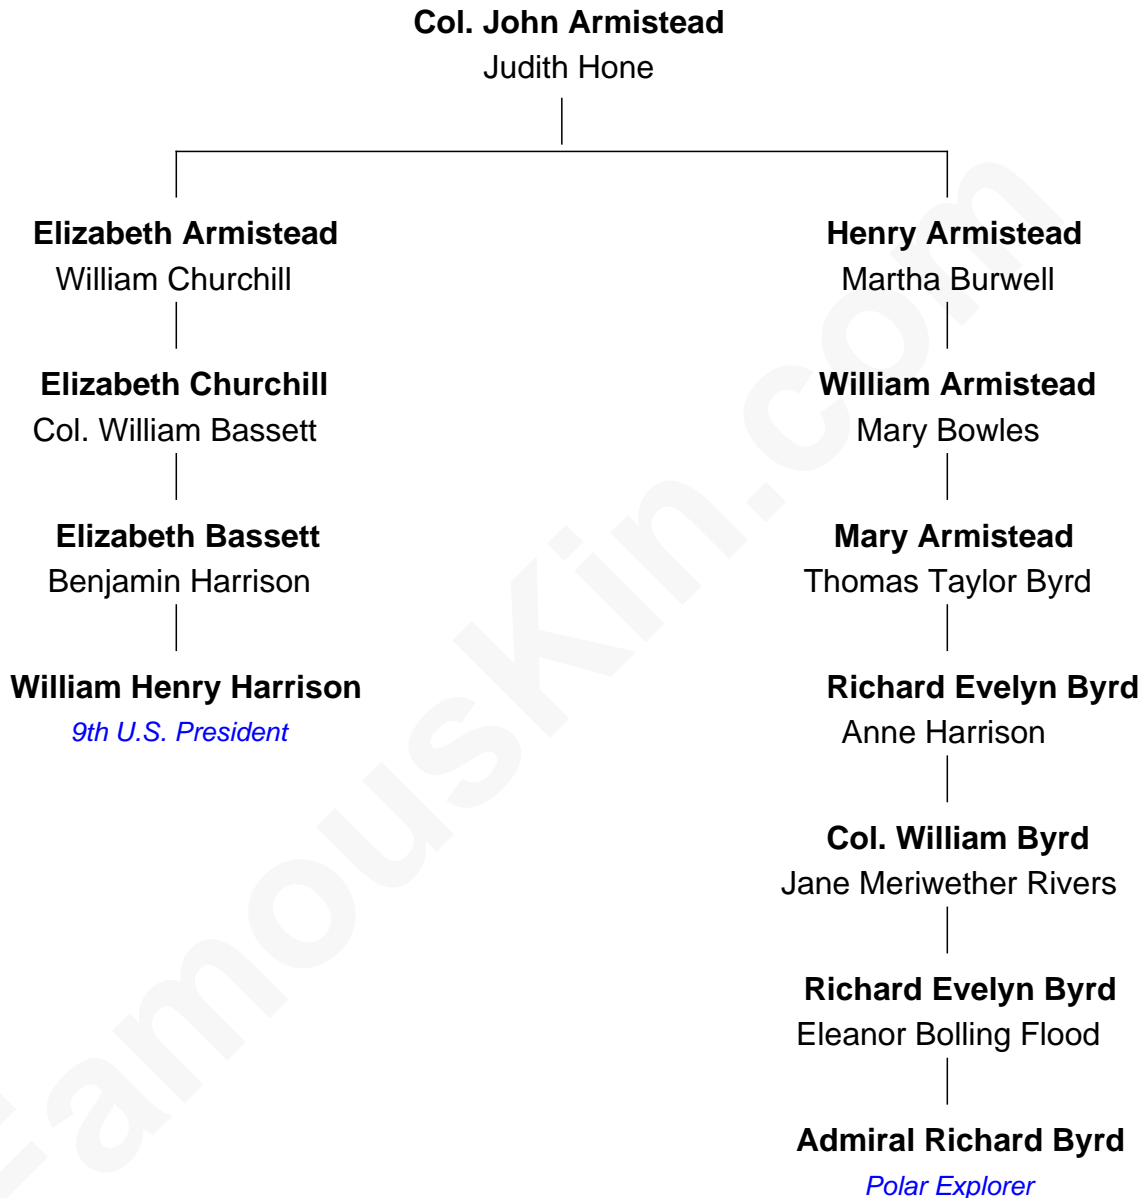 Col. John Armistead
Judith Hone
Elizabeth Armistead
William Churchill
Elizabeth Churchill
Col. William Bassett
Elizabeth Bassett
Benjamin Harrison
William Henry Harrison
9th U.S. President
Henry Armistead
Martha Burwell
William Armistead
Mary Bowles
Mary Armistead
Thomas Taylor Byrd
Richard Evelyn Byrd
Anne Harrison
Col. William Byrd
Jane Meriwether Rivers
Richard Evelyn Byrd
Eleanor Bolling Flood
Admiral Richard Byrd
Polar Explorer
FamousKin.com